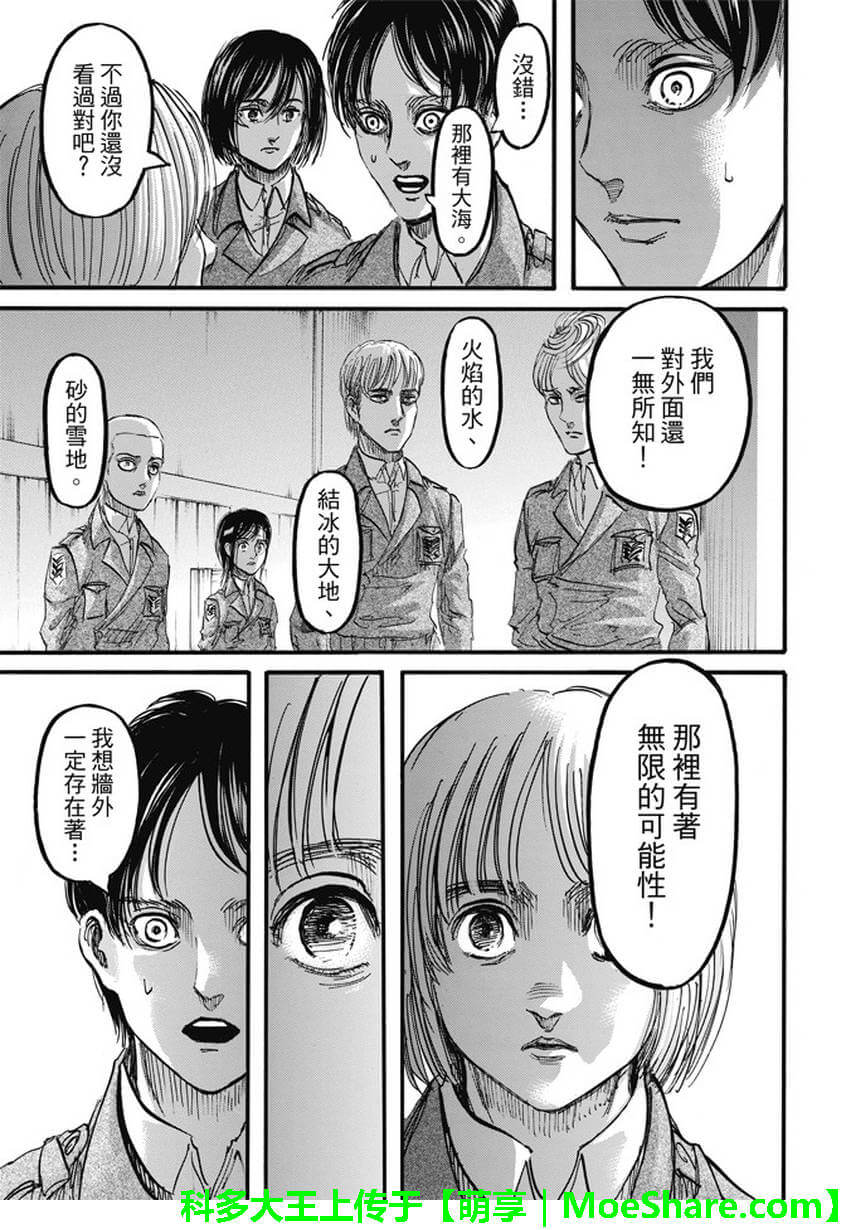 沒錯…
那裡有大海。
不過你還沒
看過對吧？
我們
對外面還
一無所知！
火焰的水、
結冰的大地、
砂的雪地。
那裡有著
無限的可能性！
我想牆外
一定存在著…
科多大王上传于【萌享｜MoeShare.com】